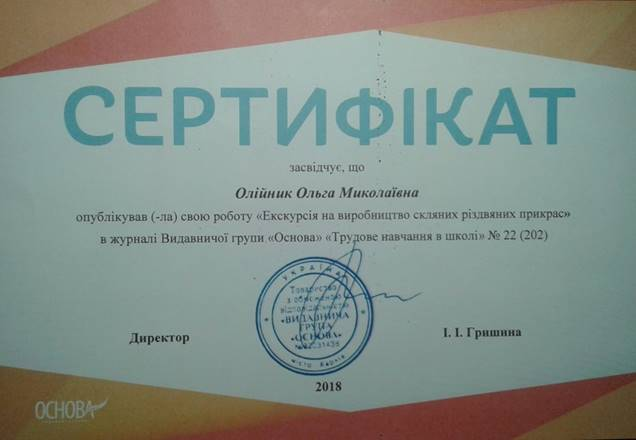 СЕРТИФІКАТ
засвідчує, що
Олійник Ольга Миколаївна
опублікував (-ла) свою роботу «Екскурсія на виробництво скляних різдвяних прикрас»
в журналі Видавничої групи «Основа» «Трудове навчання в школі» № 22 (202)
УКРАЇНА
Товариство
з обмеженою
відповідальністю
«ВИДАВНИЧА
ГРУПА
«ОСНОВА»
місто Харків
Директор
І. І. Гришина
2018
ОСНОВА